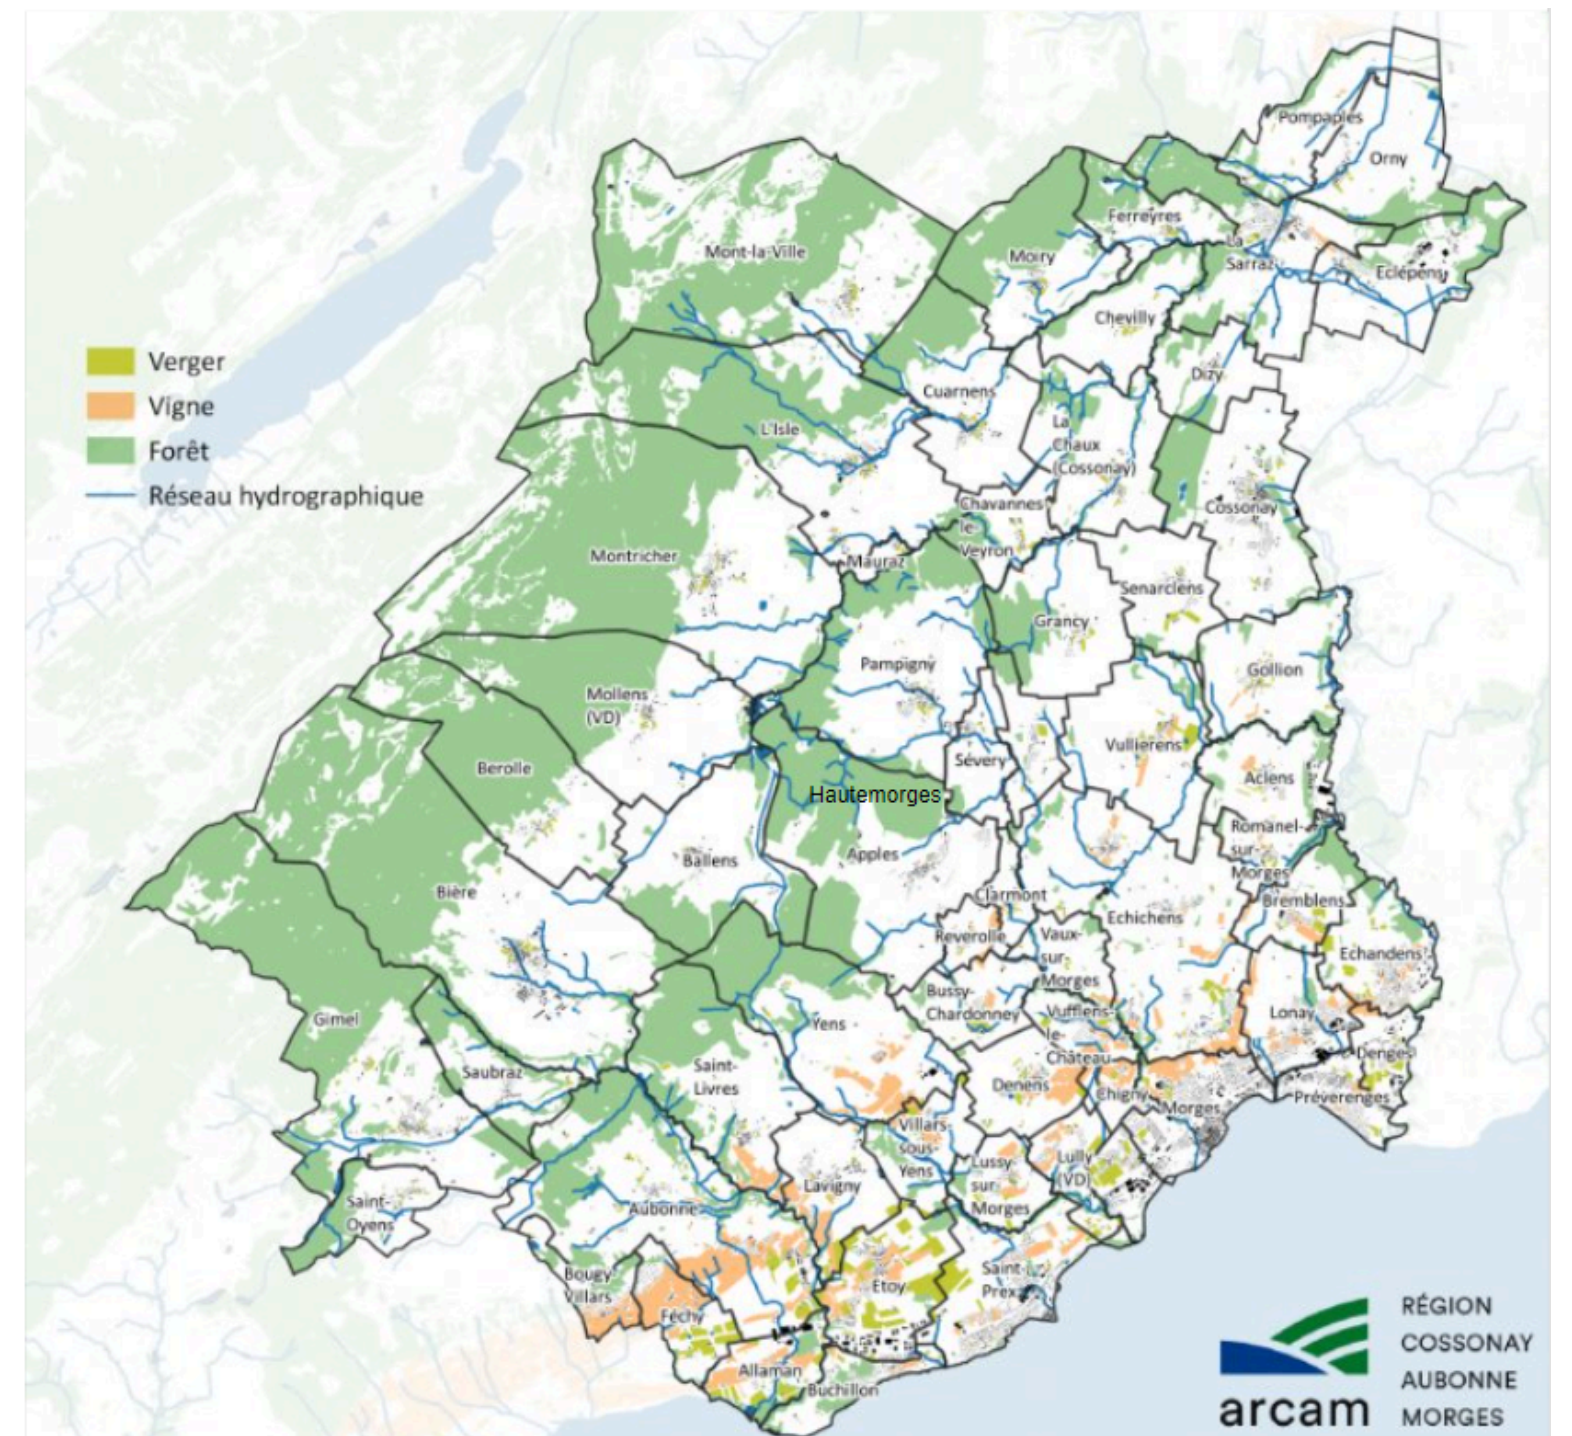 Pompaples
Orny
Ferreyres
La
Sarraz
Eclépens
Mont-la-Ville
Moiry
Chevilly
Dizy
Verger
Vigne
Forêt
Réseau hydrographique
Cuarnens
L'Isle
La
Chaux
(Cossonay)
Cossonay
Chavannes-
le-
Veyron
Montricher
Mauraz
Senarclens
Grancy
Pampigny
Gollion
Mollens
(VD)
Vullierens
Sévery
Berolle
Aclens
Hautemorges
Romanel-
sur-
Morges
Ballens
Apples
Bière
Clarmont
Bremblens
Echichens
Reverolle
Vaux-
sur-
Morges
Echandens
Bussy-
Chardonney
Vufflens-
le-
Château
Lonay
Gimel
Yens
Denges
Saubraz
Saint-
Livres
Denens
Chigny
Morges
Préverenges
Villars-
sous-
Yens
Lussy-
sur-
Morges
Lully
(VD)
Lavigny
Saint-
Oyens
Aubonne
Bougy-
Villars
Etoy
Saint-
Prex
Féchy
Allaman
Buchillon
arcam
RÉGION
COSSONAY
AUBONNE
MORGES